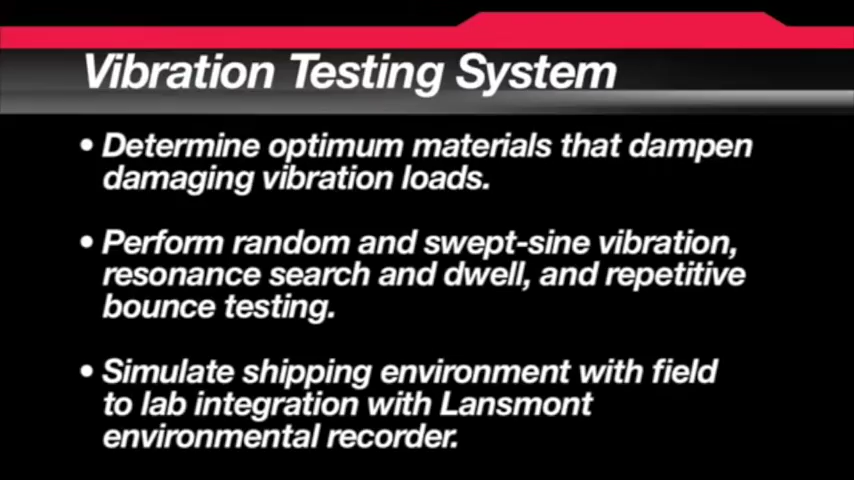 Vibration Testing System
• Determine optimum materials that dampen
damaging vibration loads.
• Perform random and swept-sine vibration,
resonance search and dwell, and repetitive
bounce testing.
• Simulate shipping environment with field
to lab integration with Lansmont
environmental recorder.